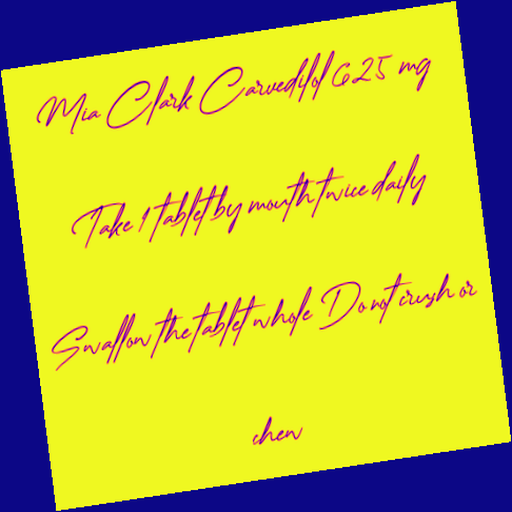 Mia Clark Carvedilol 6.25 mg
Take 1 tablet by mouth twice daily
Swallow the tablet whole Do not crush or
chew